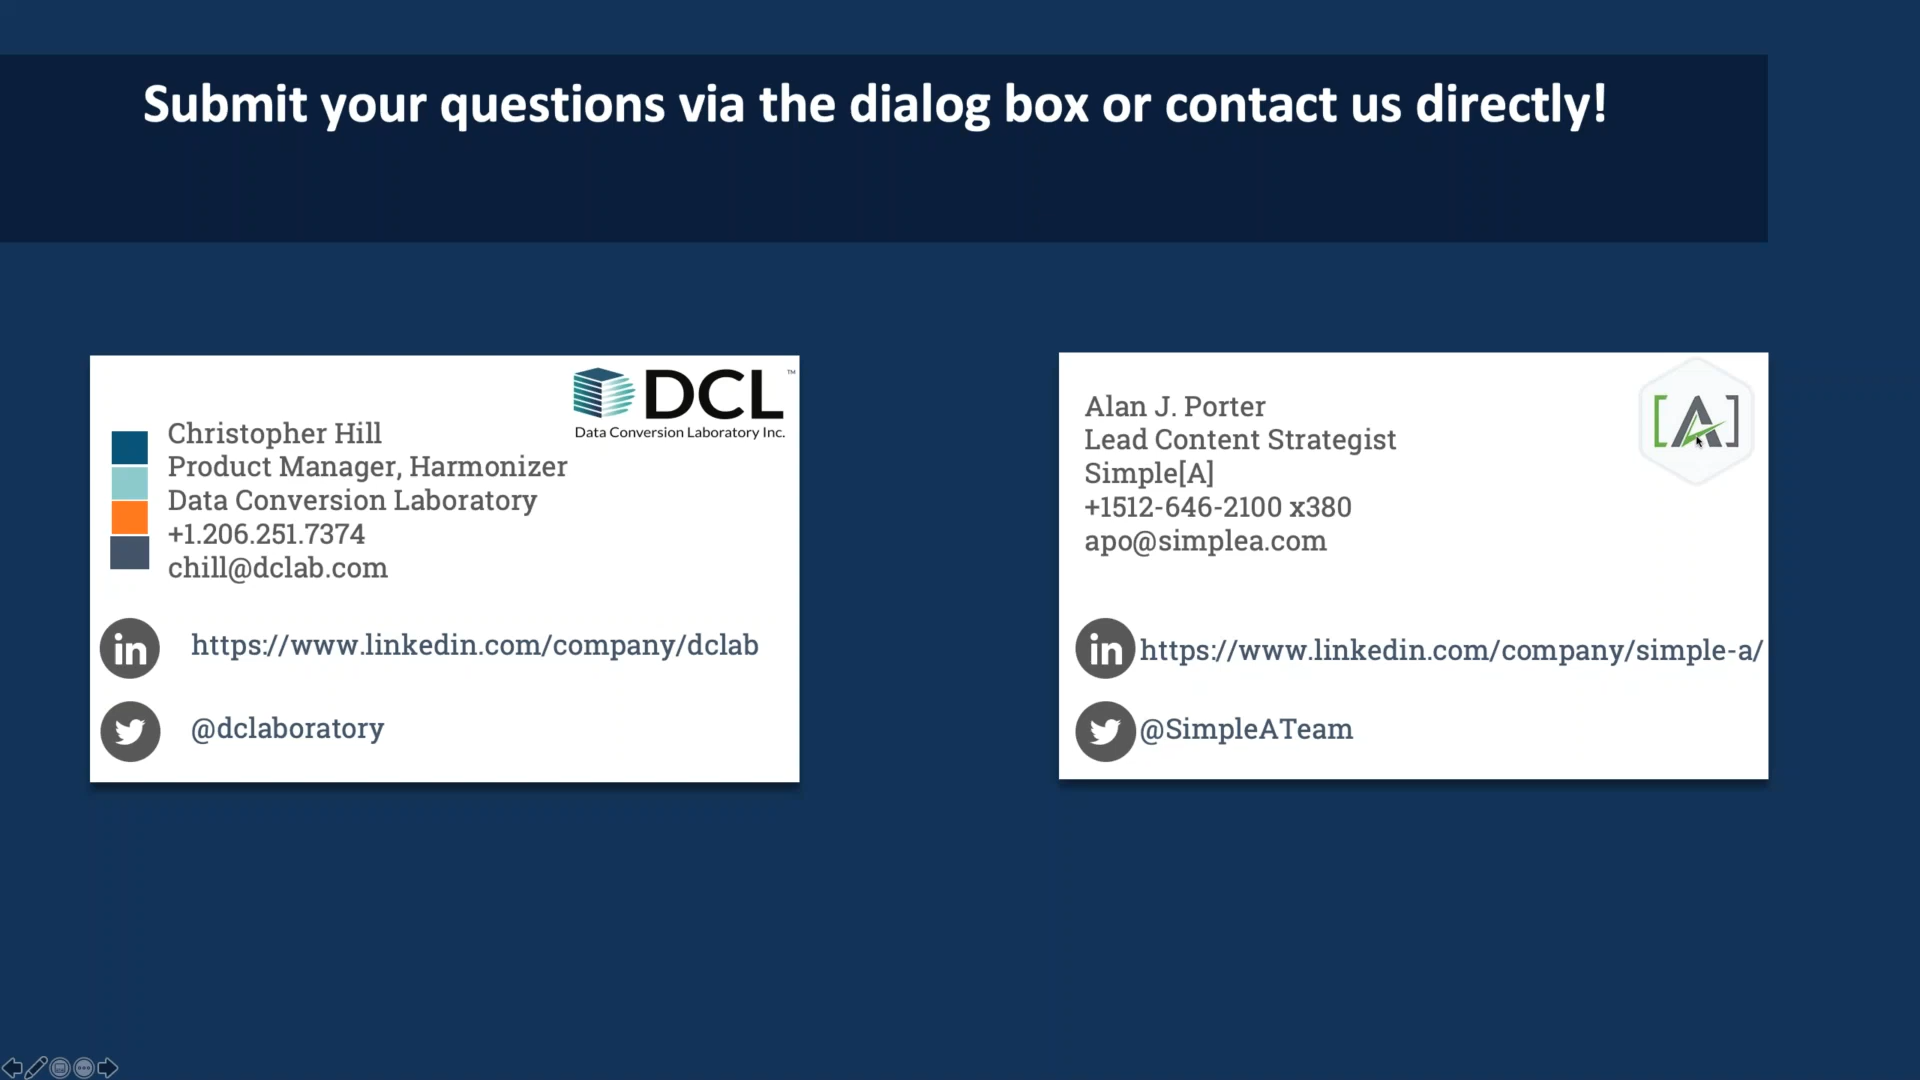 Submit your questions via the dialog box or contact us directly!
DCL™
Data Conversion Laboratory Inc.
Christopher Hill
Product Manager, Harmonizer
Data Conversion Laboratory
+1.206.251.7374
chill@dclab.com
in https://www.linkedin.com/company/dclab
@dclaboratory
[A]
Alan J. Porter
Lead Content Strategist
Simple[A]
+1512-646-2100 x380
apo@simplea.com
in https://www.linkedin.com/company/simple-a/
@SimpleATeam